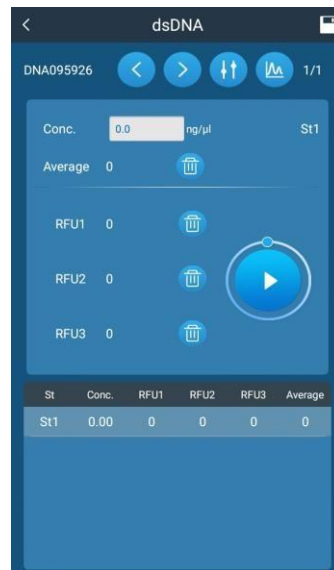 dsDNA
DNA095926 1/1
Conc. 0.0 ng/µl St1
Average 0
RFU1 0
RFU2 0
RFU3 0
St Conc. RFU1 RFU2 RFU3 Average
St1 0.00 0 0 0 0